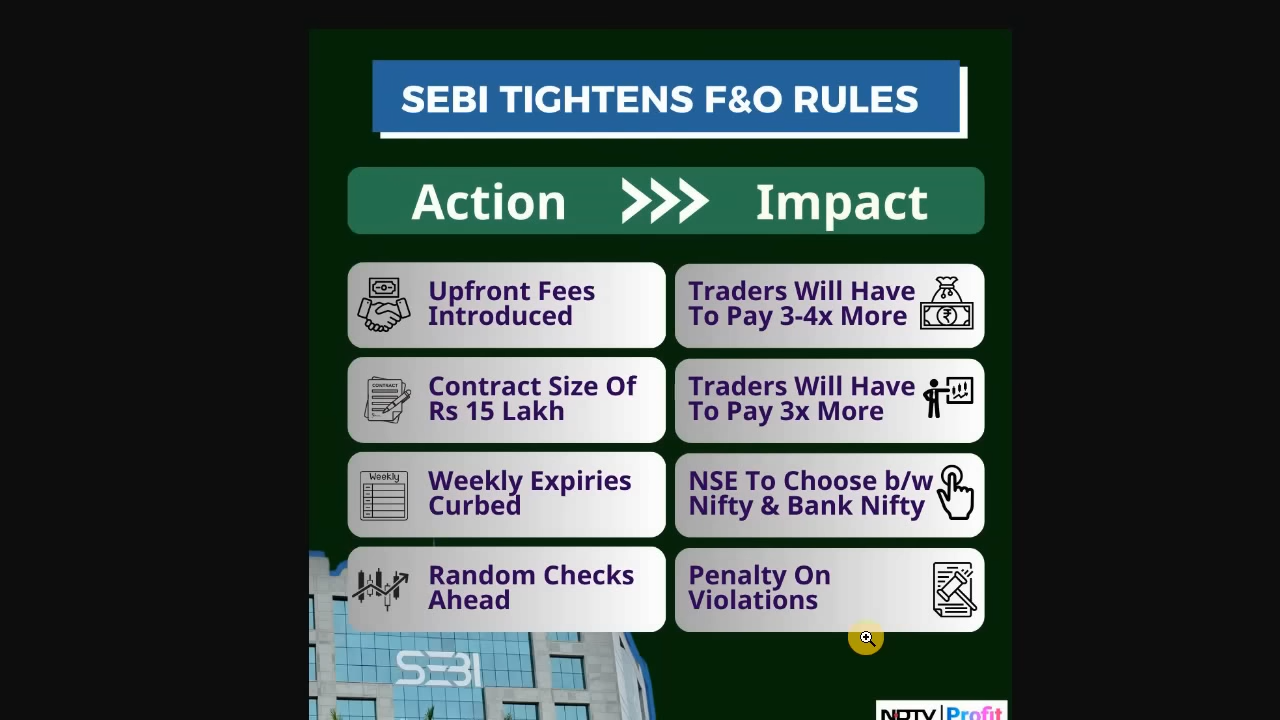 SEBI TIGHTENS F&O RULES
Action >>> Impact
Upfront Fees
Introduced
Traders Will Have
To Pay 3-4x More
CONTRACT
Contract Size Of
Rs 15 Lakh
Traders Will Have
To Pay 3x More
Weekly
Weekly Expiries
Curbed
NSE To Choose b/w
Nifty & Bank Nifty
Random Checks
Ahead
Penalty On
Violations
SEBI
NDTV Profit